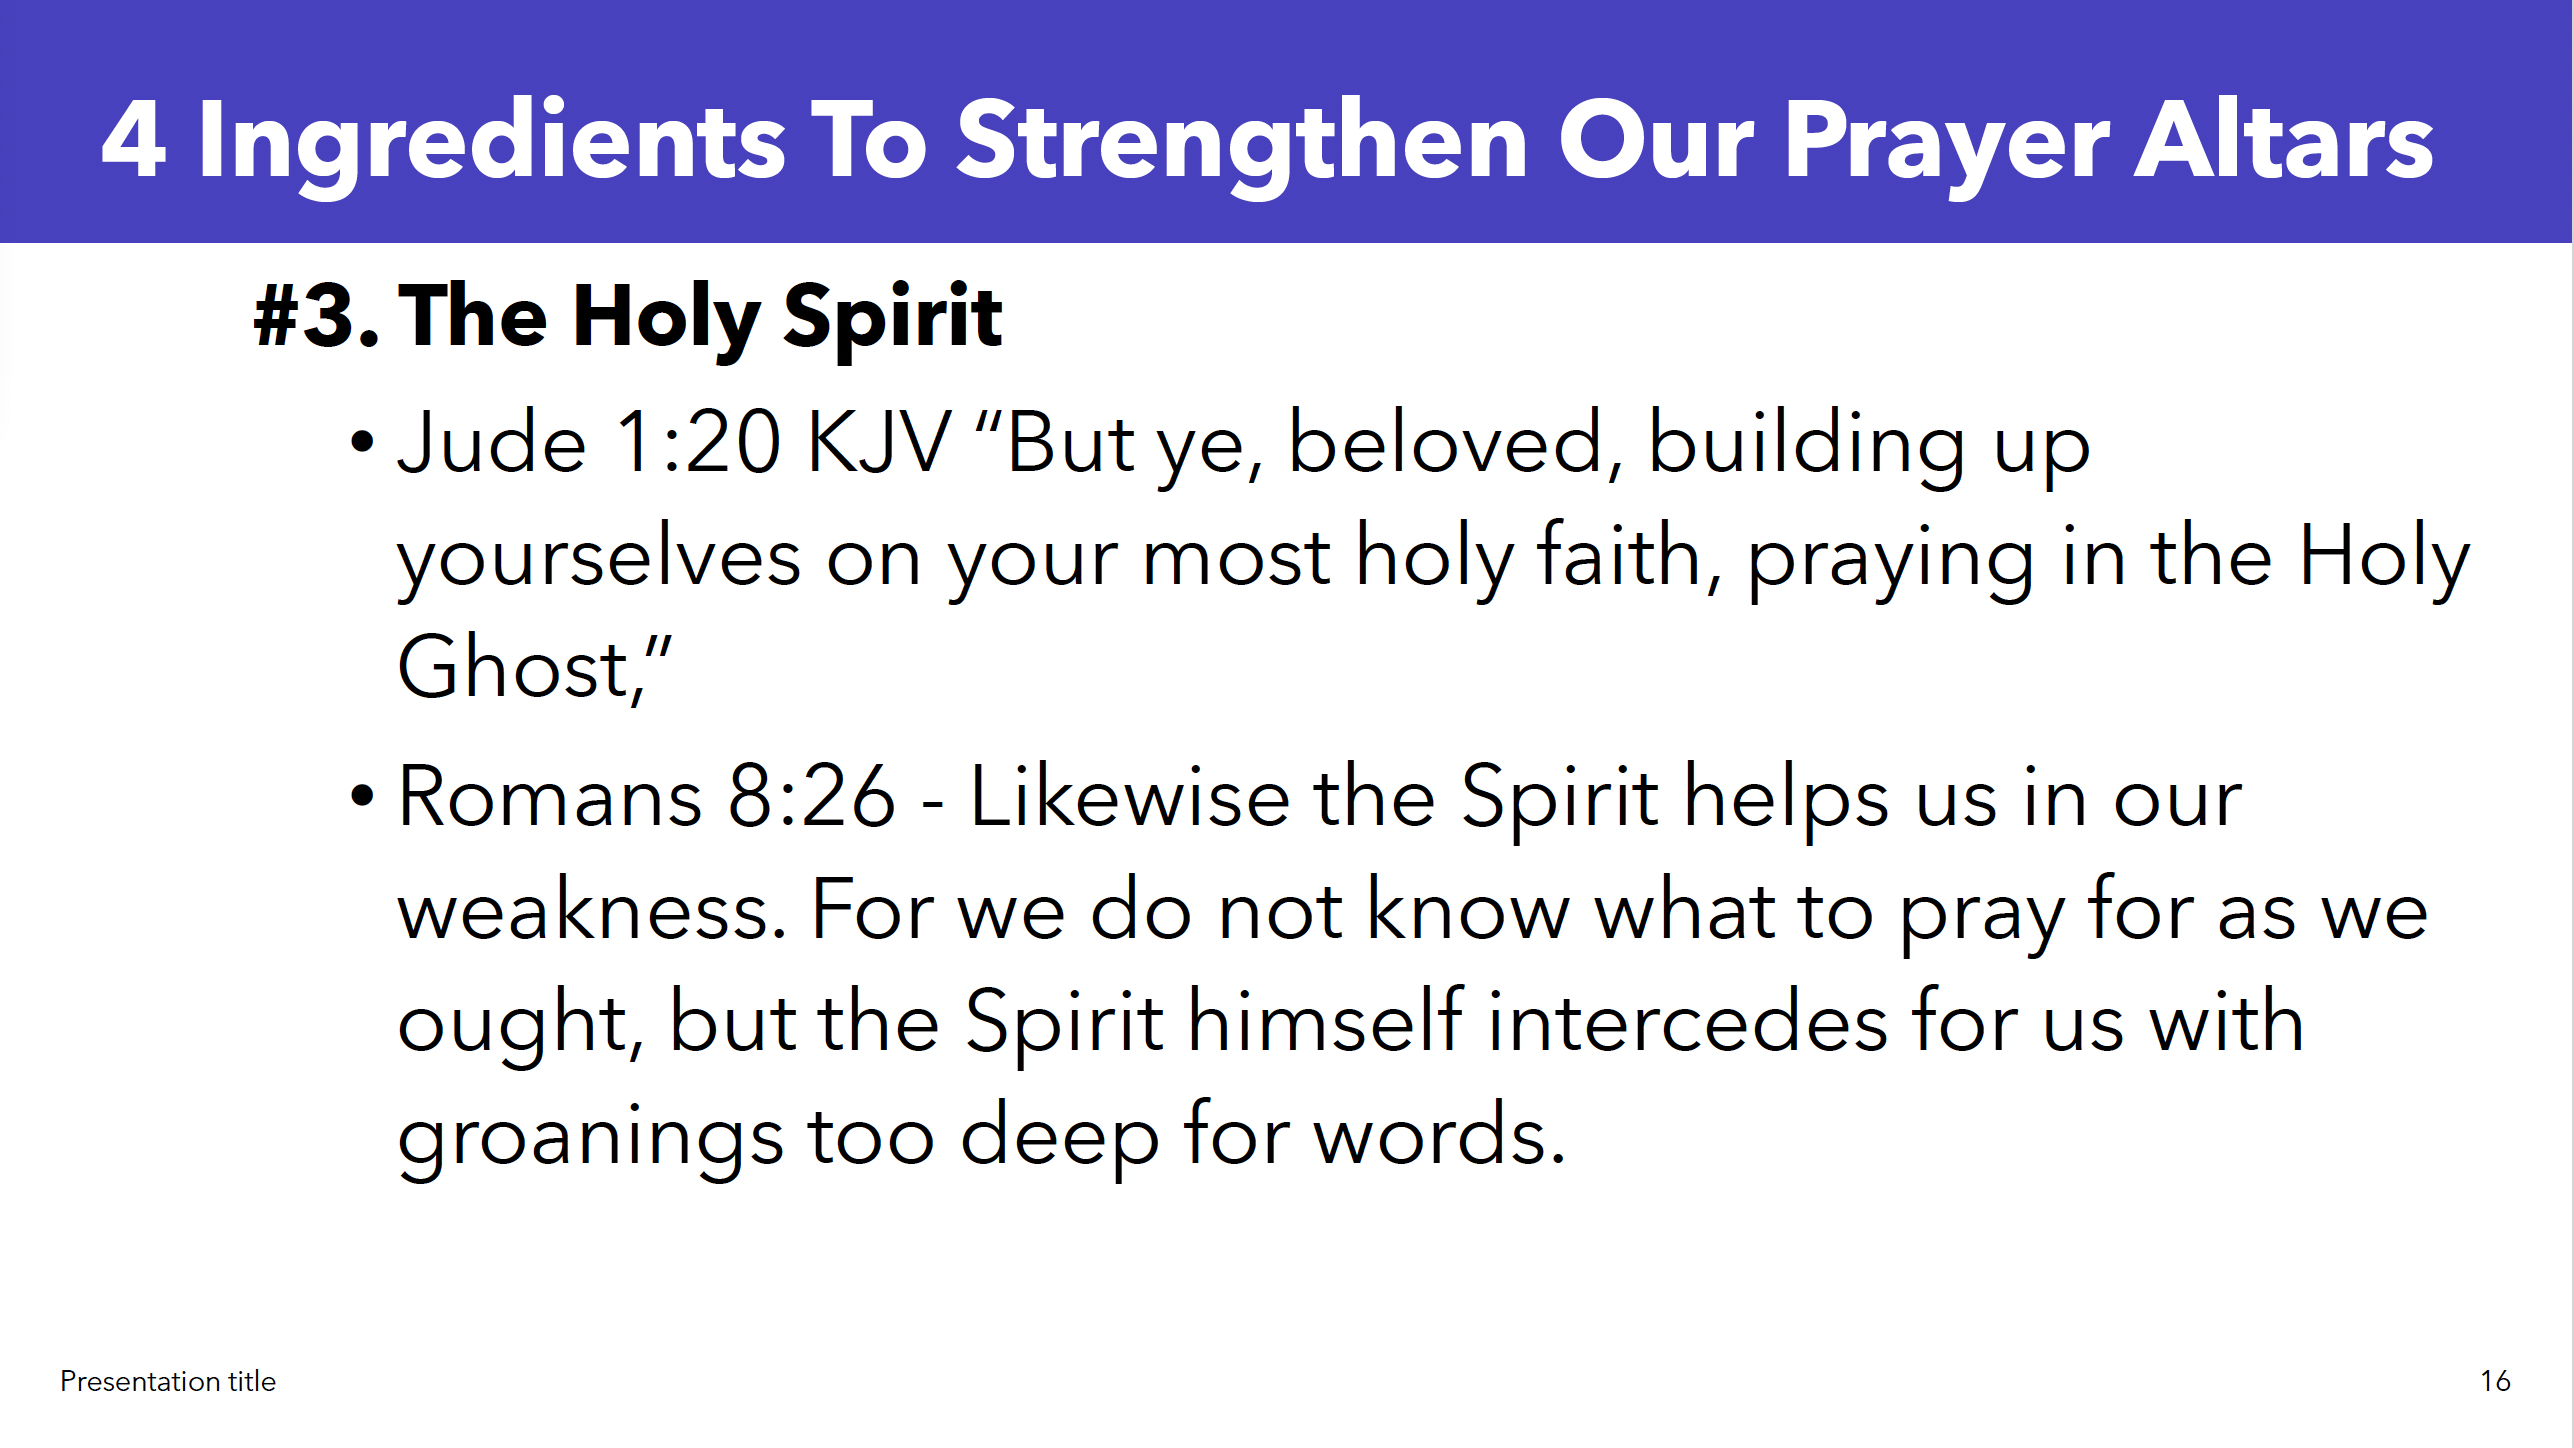 4 Ingredients To Strengthen Our Prayer Altars
#3. The Holy Spirit
• Jude 1:20 KJV “But ye, beloved, building up
yourselves on your most holy faith, praying in the Holy
Ghost,”
• Romans 8:26 - Likewise the Spirit helps us in our
weakness. For we do not know what to pray for as we
ought, but the Spirit himself intercedes for us with
groanings too deep for words.
Presentation title
16